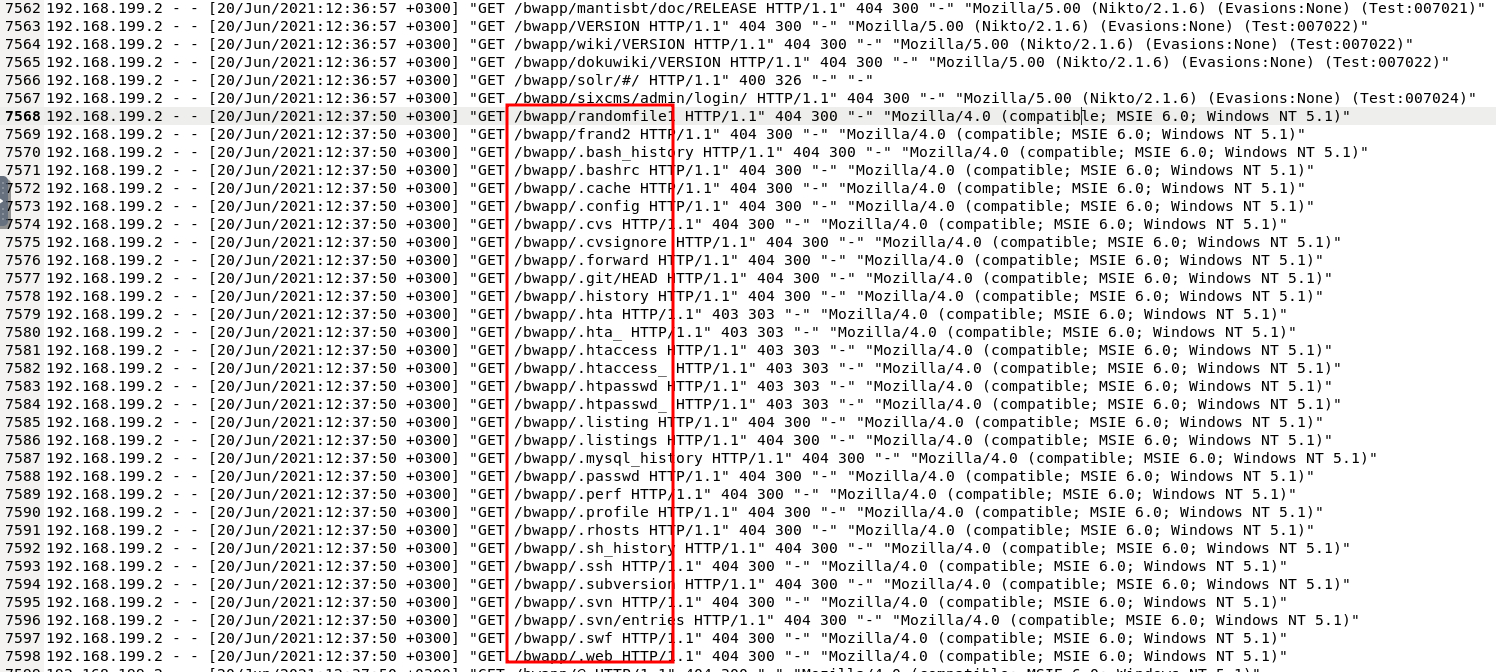 7562 192.168.199.2 - - [20/Jun/2021:12:36:57 +0300] "GET /bwapp/mantisbt/doc/RELEASE HTTP/1.1" 404 300 "-" "Mozilla/5.00 (Nikto/2.1.6) (Evasions:None) (Test:007021)"
7563 192.168.199.2 - - [20/Jun/2021:12:36:57 +0300] "GET /bwapp/VERSION HTTP/1.1" 404 300 "-" "Mozilla/5.00 (Nikto/2.1.6) (Evasions:None) (Test:007022)"
7564 192.168.199.2 - - [20/Jun/2021:12:36:57 +0300] "GET /bwapp/wiki/VERSION HTTP/1.1" 404 300 "-" "Mozilla/5.00 (Nikto/2.1.6) (Evasions:None) (Test:007022)"
7565 192.168.199.2 - - [20/Jun/2021:12:36:57 +0300] "GET /bwapp/dokuwiki/VERSION HTTP/1.1" 404 300 "-" "Mozilla/5.00 (Nikto/2.1.6) (Evasions:None) (Test:007022)"
7566 192.168.199.2 - - [20/Jun/2021:12:36:57 +0300] "GET /bwapp/solr/#/ HTTP/1.1" 400 326 "-" "-"
7567 192.168.199.2 - - [20/Jun/2021:12:36:57 +0300] "GET /bwapp/sixcms/admin/login/ HTTP/1.1" 404 300 "-" "Mozilla/5.00 (Nikto/2.1.6) (Evasions:None) (Test:007024)"
7568 192.168.199.2 - - [20/Jun/2021:12:37:50 +0300] "GET /bwapp/randomfile1 HTTP/1.1" 404 300 "-" "Mozilla/4.0 (compatible; MSIE 6.0; Windows NT 5.1)"
7569 192.168.199.2 - - [20/Jun/2021:12:37:50 +0300] "GET /bwapp/frand2 HTTP/1.1" 404 300 "-" "Mozilla/4.0 (compatible; MSIE 6.0; Windows NT 5.1)"
7570 192.168.199.2 - - [20/Jun/2021:12:37:50 +0300] "GET /bwapp/.bash_history HTTP/1.1" 404 300 "-" "Mozilla/4.0 (compatible; MSIE 6.0; Windows NT 5.1)"
7571 192.168.199.2 - - [20/Jun/2021:12:37:50 +0300] "GET /bwapp/.bashrc HTTP/1.1" 404 300 "-" "Mozilla/4.0 (compatible; MSIE 6.0; Windows NT 5.1)"
7572 192.168.199.2 - - [20/Jun/2021:12:37:50 +0300] "GET /bwapp/.cache HTTP/1.1" 404 300 "-" "Mozilla/4.0 (compatible; MSIE 6.0; Windows NT 5.1)"
7573 192.168.199.2 - - [20/Jun/2021:12:37:50 +0300] "GET /bwapp/.config HTTP/1.1" 404 300 "-" "Mozilla/4.0 (compatible; MSIE 6.0; Windows NT 5.1)"
7574 192.168.199.2 - - [20/Jun/2021:12:37:50 +0300] "GET /bwapp/.cvs HTTP/1.1" 404 300 "-" "Mozilla/4.0 (compatible; MSIE 6.0; Windows NT 5.1)"
7575 192.168.199.2 - - [20/Jun/2021:12:37:50 +0300] "GET /bwapp/.cvsignore HTTP/1.1" 404 300 "-" "Mozilla/4.0 (compatible; MSIE 6.0; Windows NT 5.1)"
7576 192.168.199.2 - - [20/Jun/2021:12:37:50 +0300] "GET /bwapp/.forward HTTP/1.1" 404 300 "-" "Mozilla/4.0 (compatible; MSIE 6.0; Windows NT 5.1)"
7577 192.168.199.2 - - [20/Jun/2021:12:37:50 +0300] "GET /bwapp/.git/HEAD HTTP/1.1" 404 300 "-" "Mozilla/4.0 (compatible; MSIE 6.0; Windows NT 5.1)"
7578 192.168.199.2 - - [20/Jun/2021:12:37:50 +0300] "GET /bwapp/.history HTTP/1.1" 404 300 "-" "Mozilla/4.0 (compatible; MSIE 6.0; Windows NT 5.1)"
7579 192.168.199.2 - - [20/Jun/2021:12:37:50 +0300] "GET /bwapp/.hta HTTP/1.1" 403 303 "-" "Mozilla/4.0 (compatible; MSIE 6.0; Windows NT 5.1)"
7580 192.168.199.2 - - [20/Jun/2021:12:37:50 +0300] "GET /bwapp/.hta_ HTTP/1.1" 403 303 "-" "Mozilla/4.0 (compatible; MSIE 6.0; Windows NT 5.1)"
7581 192.168.199.2 - - [20/Jun/2021:12:37:50 +0300] "GET /bwapp/.htaccess HTTP/1.1" 403 303 "-" "Mozilla/4.0 (compatible; MSIE 6.0; Windows NT 5.1)"
7582 192.168.199.2 - - [20/Jun/2021:12:37:50 +0300] "GET /bwapp/.htaccess_ HTTP/1.1" 403 303 "-" "Mozilla/4.0 (compatible; MSIE 6.0; Windows NT 5.1)"
7583 192.168.199.2 - - [20/Jun/2021:12:37:50 +0300] "GET /bwapp/.htpasswd HTTP/1.1" 403 303 "-" "Mozilla/4.0 (compatible; MSIE 6.0; Windows NT 5.1)"
7584 192.168.199.2 - - [20/Jun/2021:12:37:50 +0300] "GET /bwapp/.htpasswd_ HTTP/1.1" 403 303 "-" "Mozilla/4.0 (compatible; MSIE 6.0; Windows NT 5.1)"
7585 192.168.199.2 - - [20/Jun/2021:12:37:50 +0300] "GET /bwapp/.listing HTTP/1.1" 404 300 "-" "Mozilla/4.0 (compatible; MSIE 6.0; Windows NT 5.1)"
7586 192.168.199.2 - - [20/Jun/2021:12:37:50 +0300] "GET /bwapp/.listings HTTP/1.1" 404 300 "-" "Mozilla/4.0 (compatible; MSIE 6.0; Windows NT 5.1)"
7587 192.168.199.2 - - [20/Jun/2021:12:37:50 +0300] "GET /bwapp/.mysql_history HTTP/1.1" 404 300 "-" "Mozilla/4.0 (compatible; MSIE 6.0; Windows NT 5.1)"
7588 192.168.199.2 - - [20/Jun/2021:12:37:50 +0300] "GET /bwapp/.passwd HTTP/1.1" 404 300 "-" "Mozilla/4.0 (compatible; MSIE 6.0; Windows NT 5.1)"
7589 192.168.199.2 - - [20/Jun/2021:12:37:50 +0300] "GET /bwapp/.perf HTTP/1.1" 404 300 "-" "Mozilla/4.0 (compatible; MSIE 6.0; Windows NT 5.1)"
7590 192.168.199.2 - - [20/Jun/2021:12:37:50 +0300] "GET /bwapp/.profile HTTP/1.1" 404 300 "-" "Mozilla/4.0 (compatible; MSIE 6.0; Windows NT 5.1)"
7591 192.168.199.2 - - [20/Jun/2021:12:37:50 +0300] "GET /bwapp/.rhosts HTTP/1.1" 404 300 "-" "Mozilla/4.0 (compatible; MSIE 6.0; Windows NT 5.1)"
7592 192.168.199.2 - - [20/Jun/2021:12:37:50 +0300] "GET /bwapp/.sh_history HTTP/1.1" 404 300 "-" "Mozilla/4.0 (compatible; MSIE 6.0; Windows NT 5.1)"
7593 192.168.199.2 - - [20/Jun/2021:12:37:50 +0300] "GET /bwapp/.ssh HTTP/1.1" 404 300 "-" "Mozilla/4.0 (compatible; MSIE 6.0; Windows NT 5.1)"
7594 192.168.199.2 - - [20/Jun/2021:12:37:50 +0300] "GET /bwapp/.subversion HTTP/1.1" 404 300 "-" "Mozilla/4.0 (compatible; MSIE 6.0; Windows NT 5.1)"
7595 192.168.199.2 - - [20/Jun/2021:12:37:50 +0300] "GET /bwapp/.svn HTTP/1.1" 404 300 "-" "Mozilla/4.0 (compatible; MSIE 6.0; Windows NT 5.1)"
7596 192.168.199.2 - - [20/Jun/2021:12:37:50 +0300] "GET /bwapp/.svn/entries HTTP/1.1" 404 300 "-" "Mozilla/4.0 (compatible; MSIE 6.0; Windows NT 5.1)"
7597 192.168.199.2 - - [20/Jun/2021:12:37:50 +0300] "GET /bwapp/.swf HTTP/1.1" 404 300 "-" "Mozilla/4.0 (compatible; MSIE 6.0; Windows NT 5.1)"
7598 192.168.199.2 - - [20/Jun/2021:12:37:50 +0300] "GET /bwapp/.web HTTP/1.1" 404 300 "-" "Mozilla/4.0 (compatible; MSIE 6.0; Windows NT 5.1)"